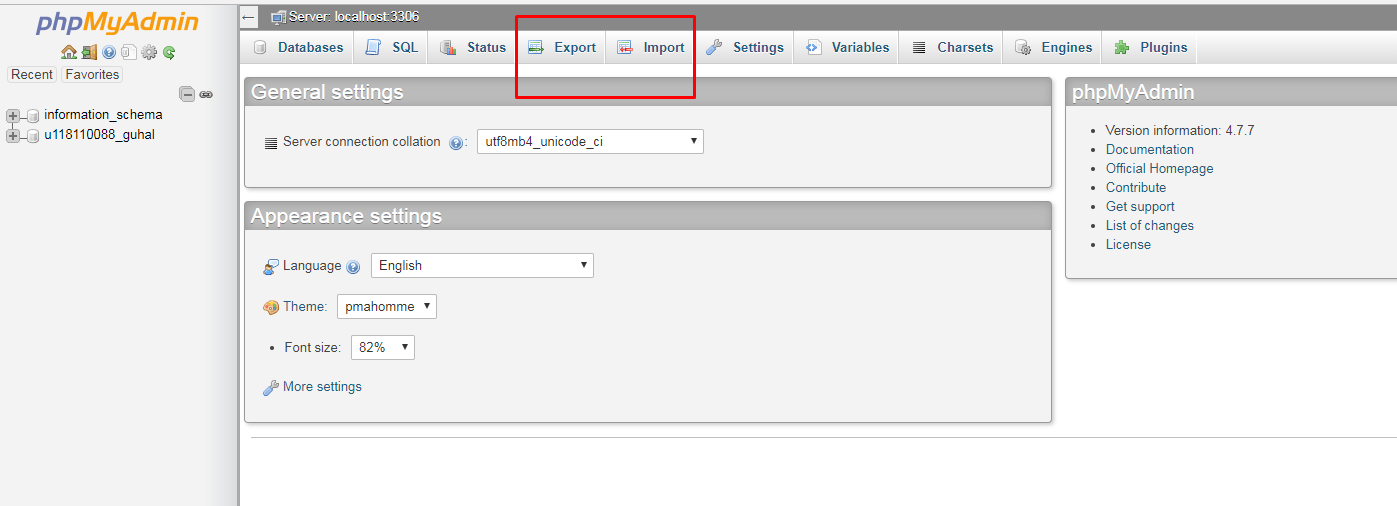 phpMyAdmin
Recent Favorites
information_schema
u118110088_guhal
Server: localhost:3306
Databases SQL Status Export Import Settings Variables Charsets Engines Plugins
General settings
Server connection collation : utf8mb4_unicode_ci
Appearance settings
Language English
Theme: pmahomme
Font size: 82%
More settings
phpMyAdmin
Version information: 4.7.7
Documentation
Official Homepage
Contribute
Get support
List of changes
License